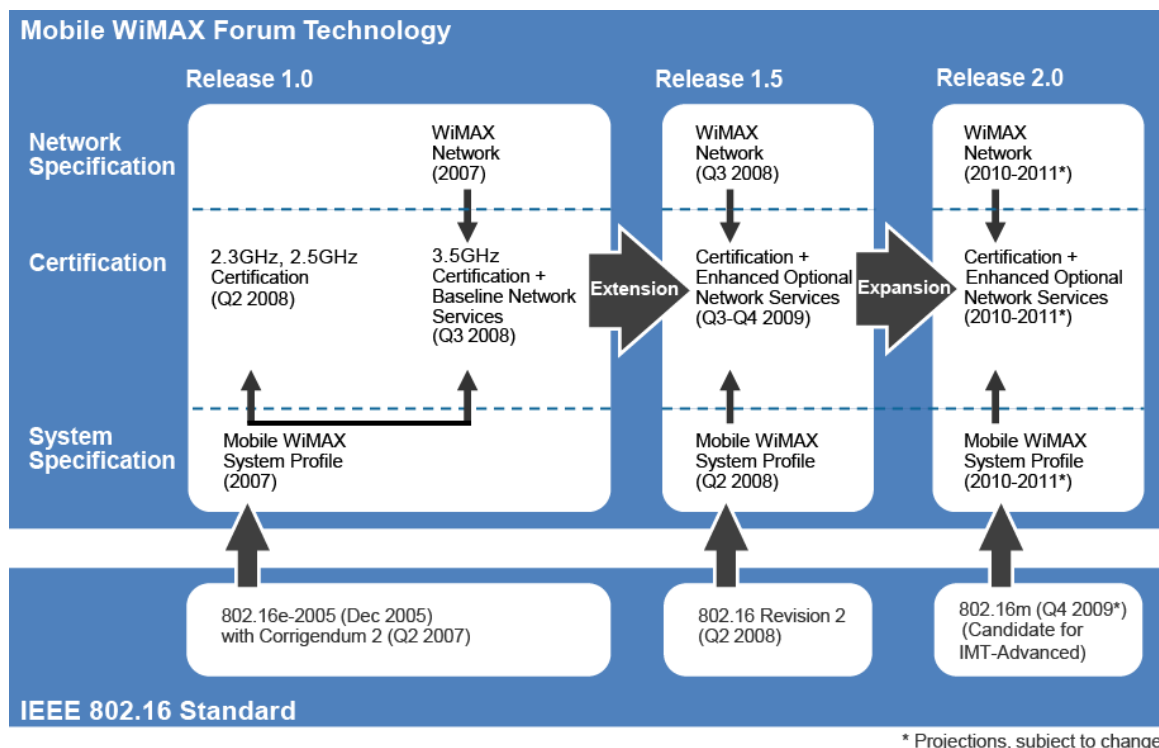 Mobile WiMAX Forum Technology
Release 1.0
Release 1.5
Release 2.0
Network
Specification
WiMAX
Network
(2007)
WiMAX
Network
(Q3 2008)
WiMAX
Network
(2010-2011*)
Certification
2.3GHz, 2.5GHz
Certification
(Q2 2008)
3.5GHz
Certification +
Baseline Network
Services
(Q3 2008)
Extension
Certification +
Enhanced Optional
Network Services
(Q3-Q4 2009)
Expansion
Certification +
Enhanced Optional
Network Services
(2010-2011*)
System
Specification
Mobile WiMAX
System Profile
(2007)
Mobile WiMAX
System Profile
(Q2 2008)
Mobile WiMAX
System Profile
(2010-2011*)
802.16e-2005 (Dec 2005)
with Corrigendum 2 (Q2 2007)
802.16 Revision 2
(Q2 2008)
802.16m (Q4 2009*)
(Candidate for
IMT-Advanced)
IEEE 802.16 Standard
* Projections, subject to change